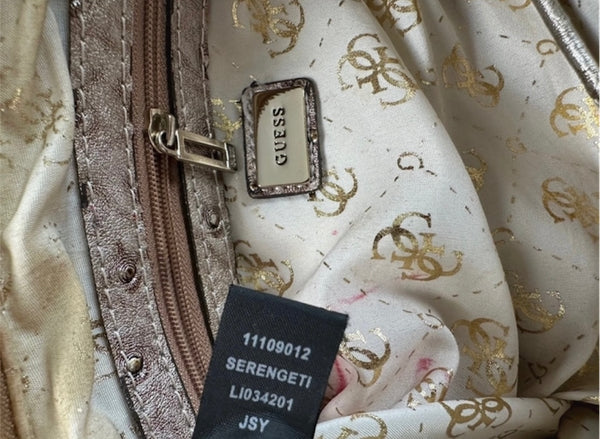 GUESS
G
G
11109012
SERENGETI
LI034201
JSY